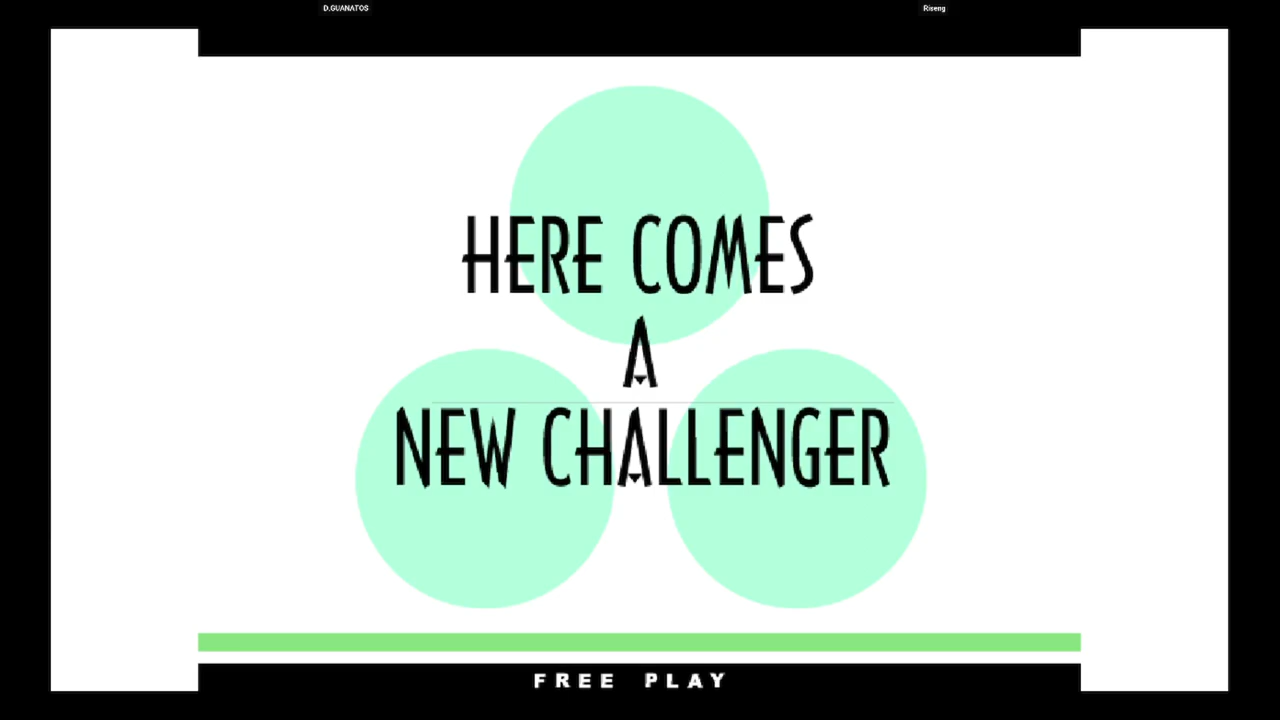 D.GUANATOS
Riseng
HERE COMES
A
NEW CHALLENGER
FREE PLAY